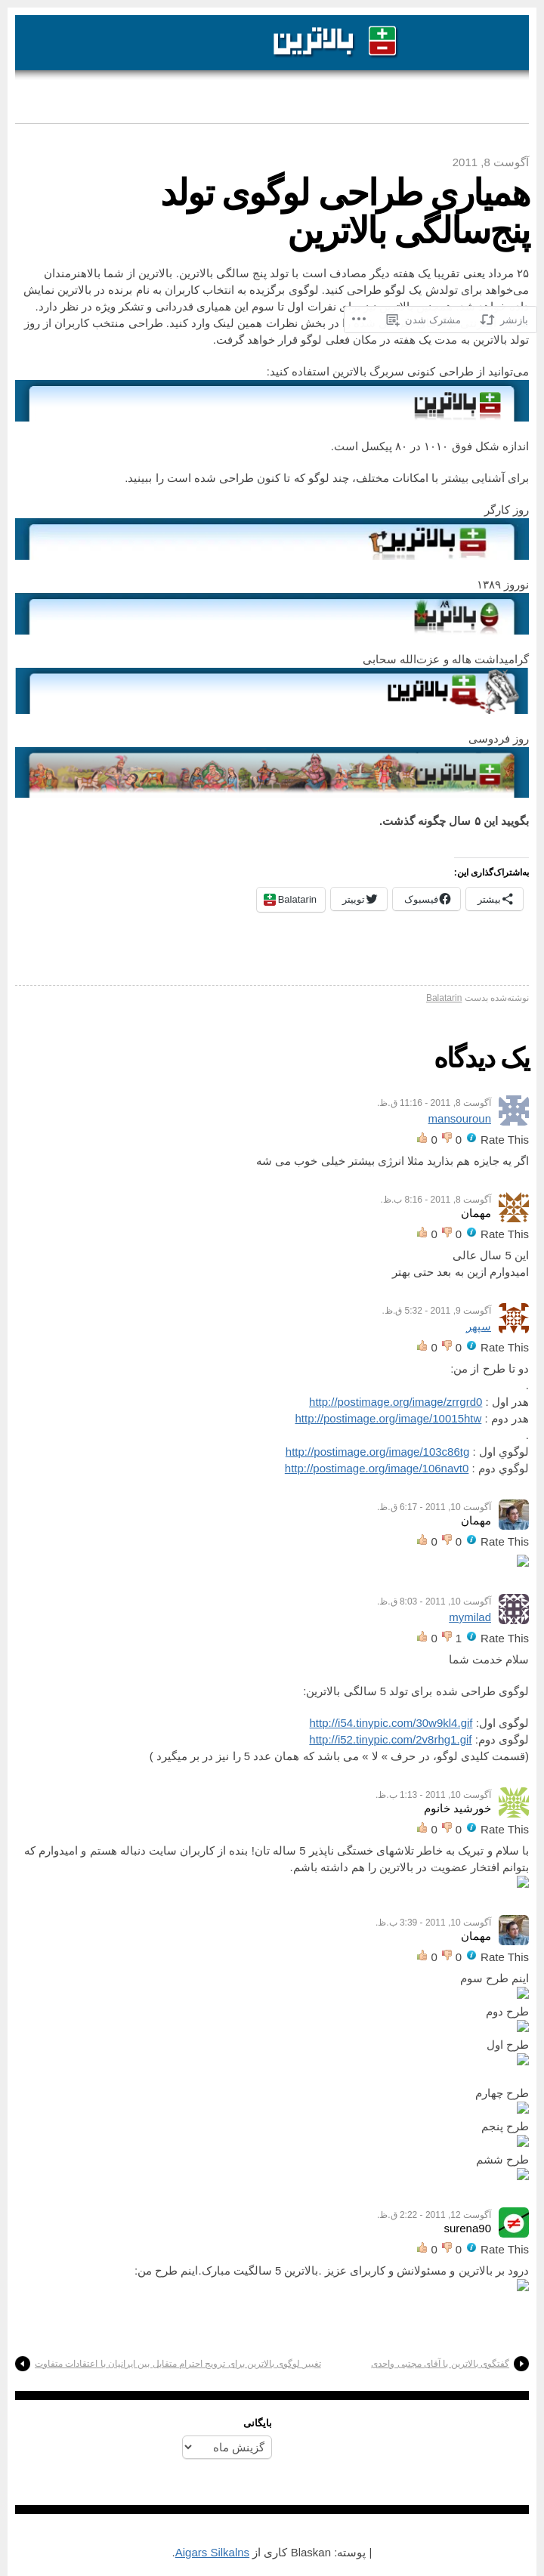 بالاترین
آگوست 8, 2011
همیاری طراحی لوگوی تولد
پنج‌سالگی بالاترین
۲۵ مرداد یعنی تقریبا یک هفته دیگر مصادف است با تولد پنج سالگی بالاترین. بالاترین از شما بالاهنرمندان
می‌خواهد برای تولدش یک لوگو طراحی کنید. لوگوی برگزیده به انتخاب کاربران به نام برنده در بالاترین نمایش
نفرات اول تا سوم این همیاری قدردانی و تشکر ویژه در نظر دارد.
در بخش نظرات همین لینک وارد کنید. طراحی منتخب کاربران از روز
بازنشر
مشترک شدن
تولد بالاترین به مدت یک هفته در مکان فعلی لوگو قرار خواهد گرفت.
می‌توانید از طراحی کنونی سربرگ بالاترین استفاده کنید:
بالاترین
اندازه شکل فوق ۱۰۱۰ در ۸۰ پیکسل است.
برای آشنایی بیشتر با امکانات مختلف، چند لوگو که تا کنون طراحی شده است را ببینید.
روز کارگر
بالاترین
نوروز ۱۳۸۹
بالاترین ۸۹
گرامیداشت هاله و عزت‌الله سحابی
بالاترین
روز فردوسی
بالاترین
بگویید این ۵ سال چگونه گذشت.
به‌اشتراک‌گذاری این:
بیشتر
فیسبوک
توییتر
Balatarin
نوشته‌شده بدست Balatarin
یک دیدگاه
آگوست 8, 2011 - 11:16 ق.ظ.
mansouroun
👍 0 👎 0 Rate This
اگر یه جایزه هم بذارید مثلا انرژی بیشتر خیلی خوب می شه
آگوست 8, 2011 - 8:16 ب.ظ.
مهمان
👍 0 👎 0 Rate This
این 5 سال عالی
امیدوارم ازین به بعد حتی بهتر
آگوست 9, 2011 - 5:32 ق.ظ.
سپهر
👍 0 👎 0 Rate This
دو تا طرح از من:
.
هدر اول : http://postimage.org/image/zrrgrd0
هدر دوم : http://postimage.org/image/10015htw
.
لوگوي اول : http://postimage.org/image/103c86tg
لوگوي دوم : http://postimage.org/image/106navt0
آگوست 10, 2011 - 6:17 ق.ظ.
مهمان
👍 0 👎 0 Rate This
آگوست 10, 2011 - 8:03 ق.ظ.
mymilad
👍 0 👎 1 Rate This
سلام خدمت شما
لوگوی طراحی شده برای تولد 5 سالگی بالاترین:
لوگوی اول: http://i54.tinypic.com/30w9kl4.gif
لوگوی دوم: http://i52.tinypic.com/2v8rhg1.gif
(قسمت کلیدی لوگو، در حرف » لا « می باشد که همان عدد 5 را نیز در بر میگیرد )
آگوست 10, 2011 - 1:13 ب.ظ.
خورشید خانوم
👍 0 👎 0 Rate This
با سلام و تبریک به خاطر تلاشهای خستگی ناپذیر 5 ساله تان! بنده از کاربران سایت دنباله هستم و امیدوارم که
بتوانم افتخار عضویت در بالاترین را هم داشته باشم.
آگوست 10, 2011 - 3:39 ب.ظ.
مهمان
👍 0 👎 0 Rate This
اینم طرح سوم
طرح دوم
طرح اول
طرح چهارم
طرح پنجم
طرح ششم
آگوست 12, 2011 - 2:22 ق.ظ.
surena90
👍 0 👎 0 Rate This
درود بر بالاترین و مسئولانش و کاربرای عزیز .بالاترین 5 سالگیت مبارک.اینم طرح من:
گفتگوی بالاترین با آقای مجتبی واحدی
تغییر لوگوی بالاترین برای ترویج احترام متقابل بین ایرانیان با اعتقادات متفاوت
بایگانی
گزینش ماه
| پوسته: Blaskan کاری از Aigars Silkalns.